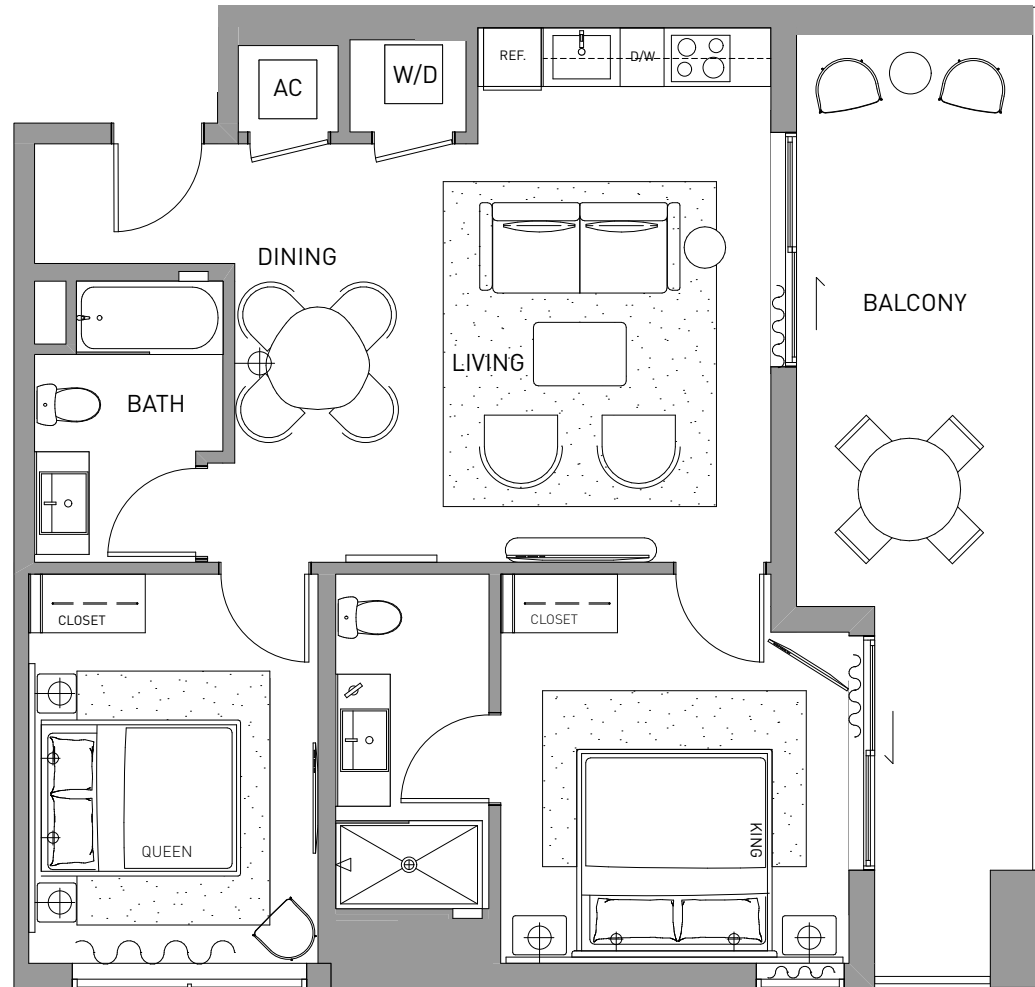 AC
W/D
REF.
D/W
DINING
BALCONY
LIVING
BATH
CLOSET
CLOSET
QUEEN
KING